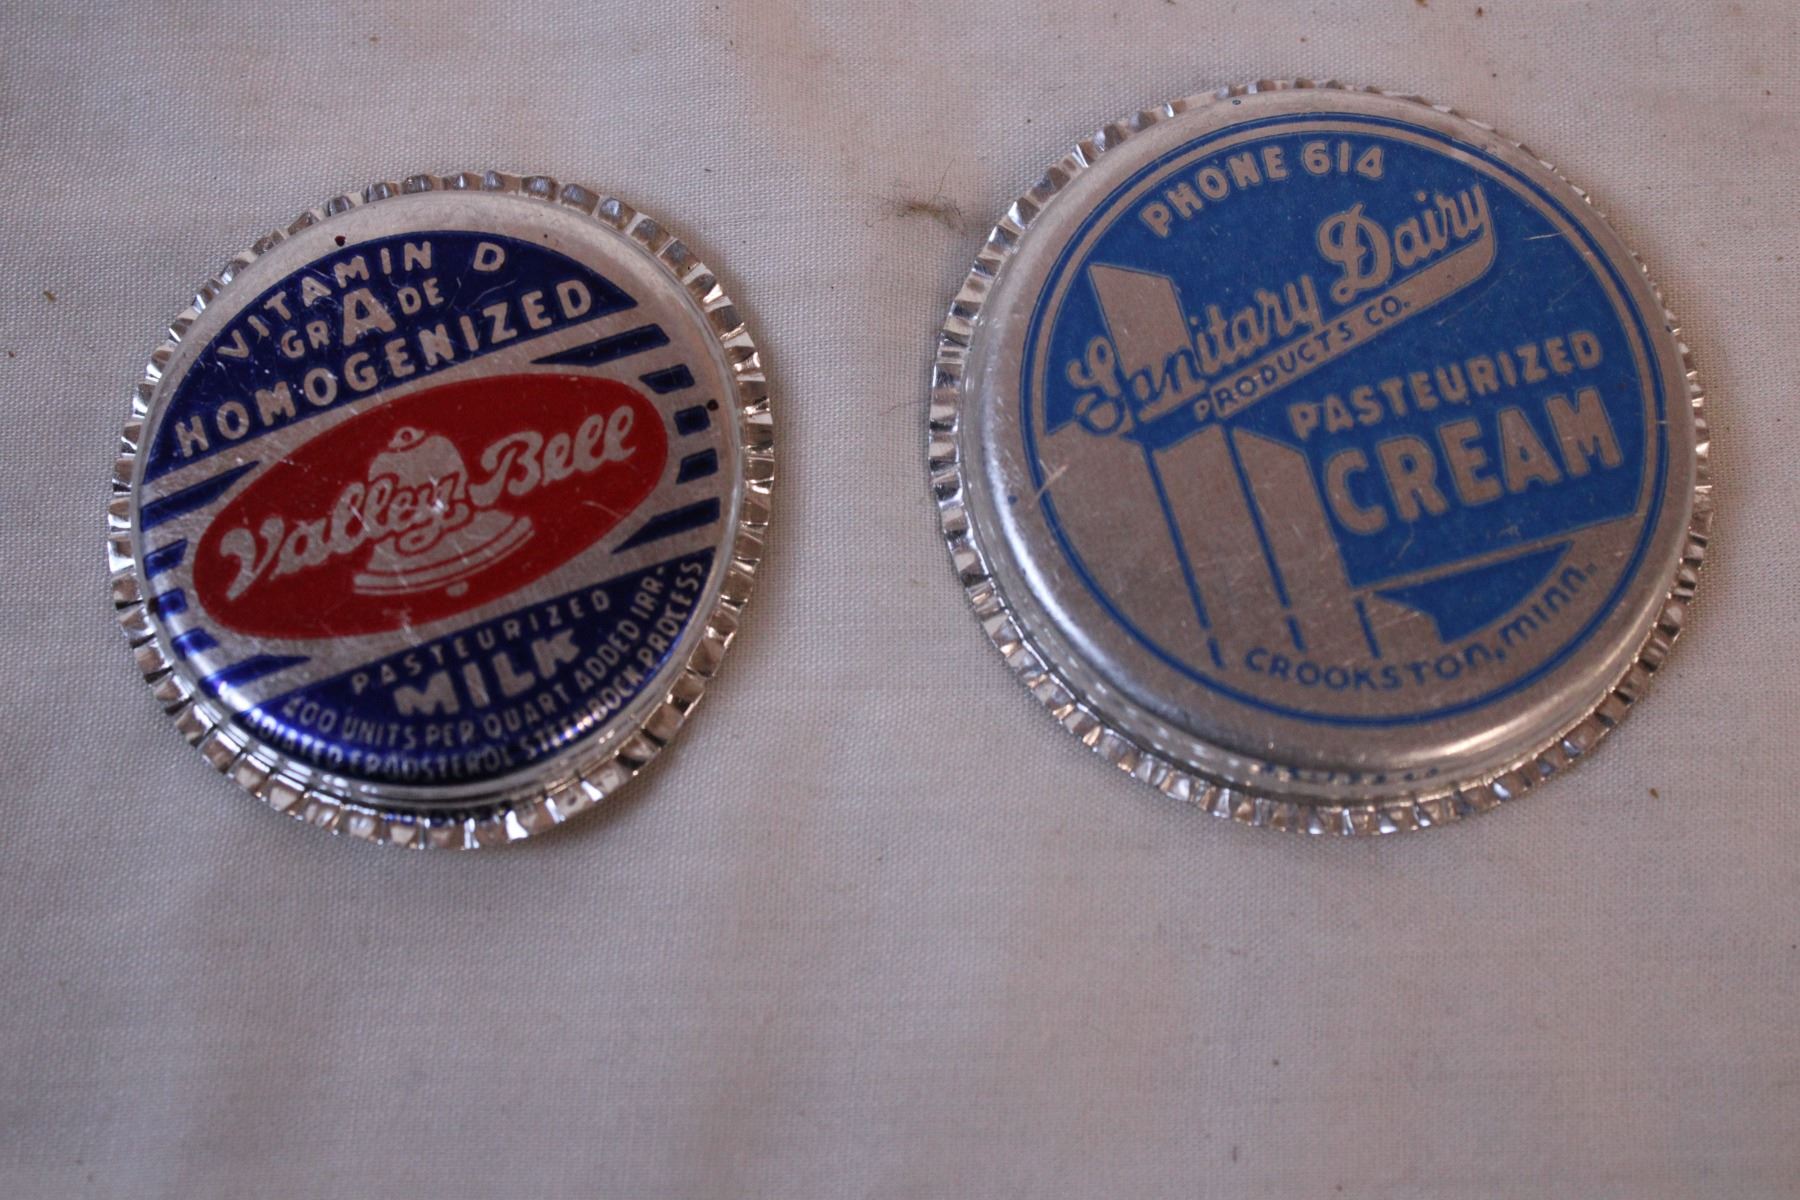 VITAMIN D
GRADE
HOMOGENIZED
Valley Bell
PASTEURIZED
MILK
400 UNITS PER QUART ADDED IRR-
ADIATED ERGOSTEROL STEENBOCK PROCESS
PHONE 614
Sanitary Dairy
PRODUCTS CO.
PASTEURIZED
CREAM
CROOKSTON, MINN.